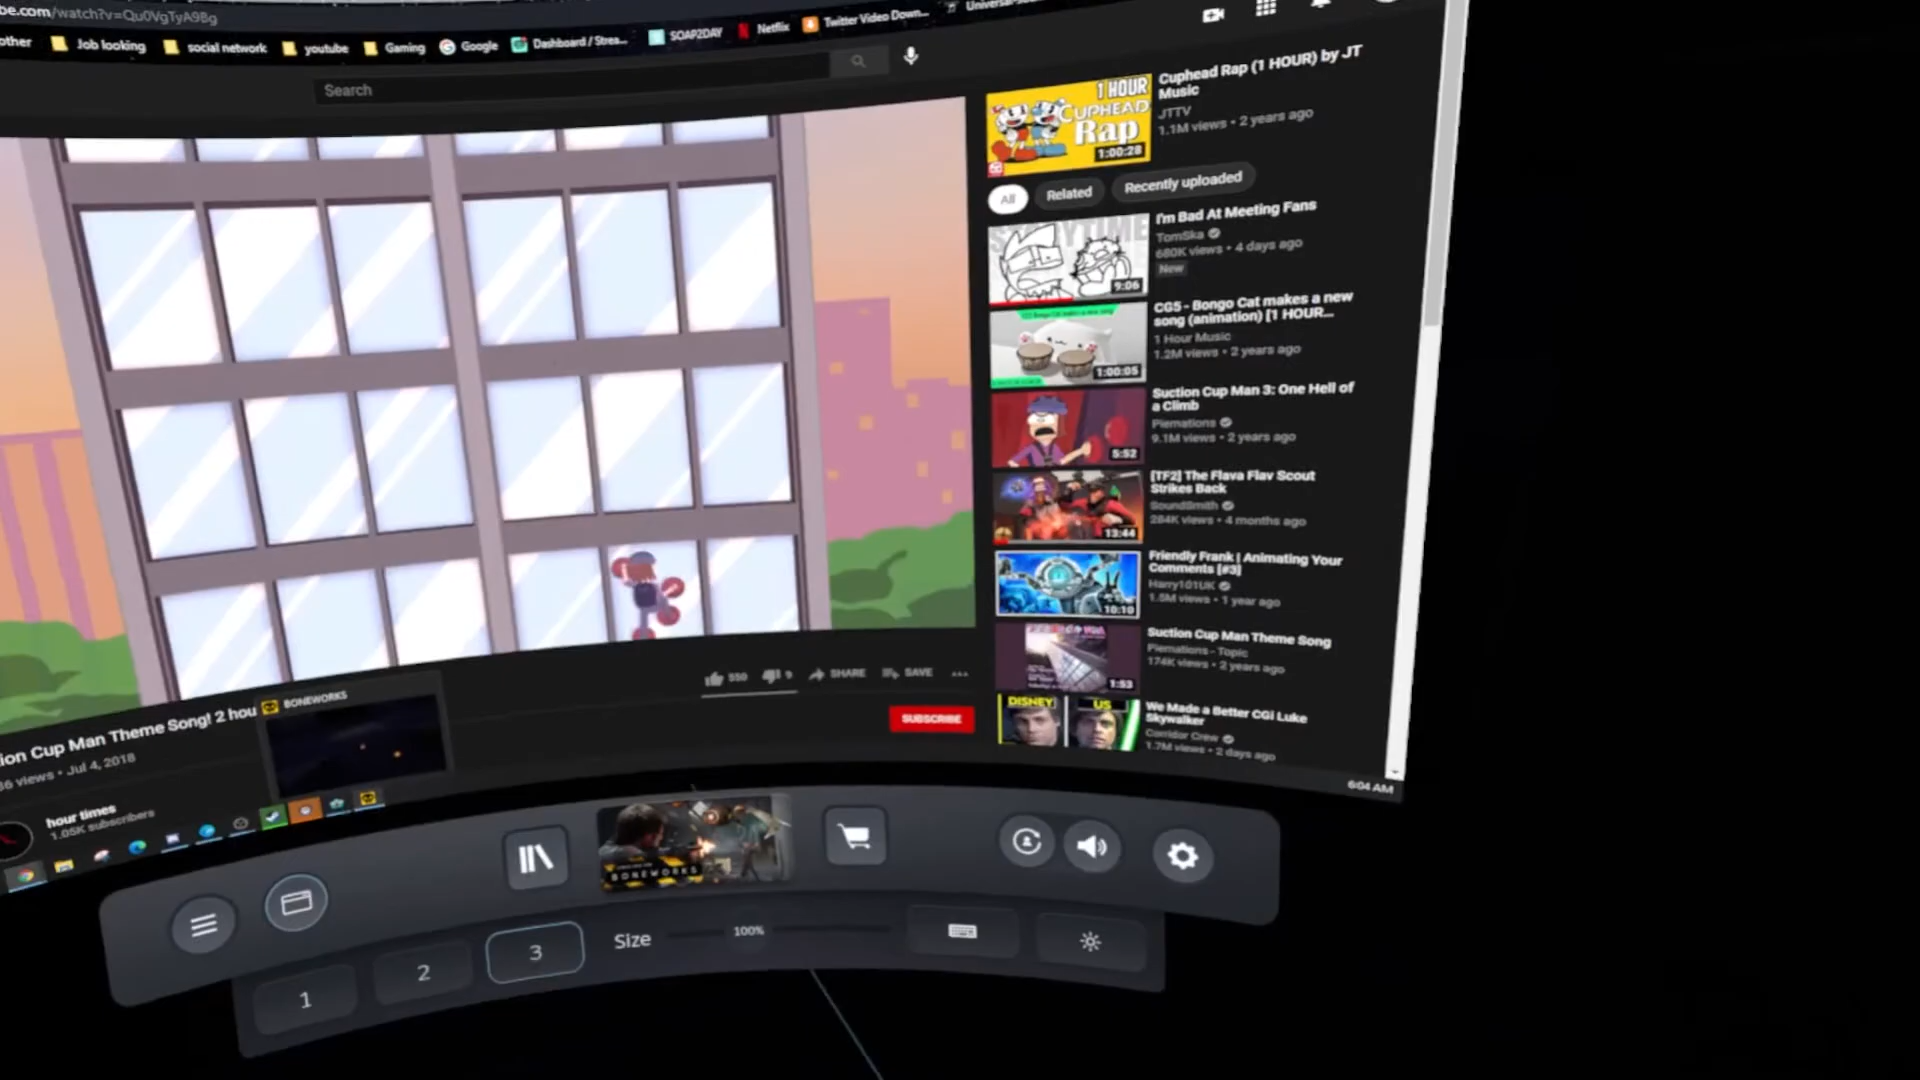 be.com/watch?v=Qu0VgTyA9Bg
other
Job looking
social network
youtube
Gaming
Google
Dashboard / Strea...
SOAP2DAY
Netflix
Twitter Video Down...
Search
1 HOUR
CUPHEAD
Rap
1:00:28
Cuphead Rap (1 HOUR) by JT
Music
JTTV
1.1M views • 2 years ago
All
Related
Recently uploaded
9:06
I'm Bad At Meeting Fans
TomSka
680K views • 4 days ago
New
1:00:05
CG5 - Bongo Cat makes a new
song (animation) [1 HOUR...
1 Hour Music
1.2M views • 2 years ago
5:52
Suction Cup Man 3: One Hell of
a Climb
Piemations
9.1M views • 2 years ago
13:44
[TF2] The Flava Flav Scout
Strikes Back
SoundSmith
284K views • 4 months ago
10:10
Friendly Frank | Animating Your
Comments [#3]
Harry101UK
1.5M views • 1 year ago
1:53
Suction Cup Man Theme Song
Piemations - Topic
174K views • 2 years ago
DISNEY
US
We Made a Better CGI Luke
Skywalker
Corridor Crew
1.7M views • 2 days ago
550
9
SHARE
SAVE
SUBSCRIBE
ion Cup Man Theme Song! 2 hou
36 views • Jul 4, 2018
BONEWORKS
hour times
1.05K subscribers
6:04 AM
BONEWORKS
1
2
3
Size
100%